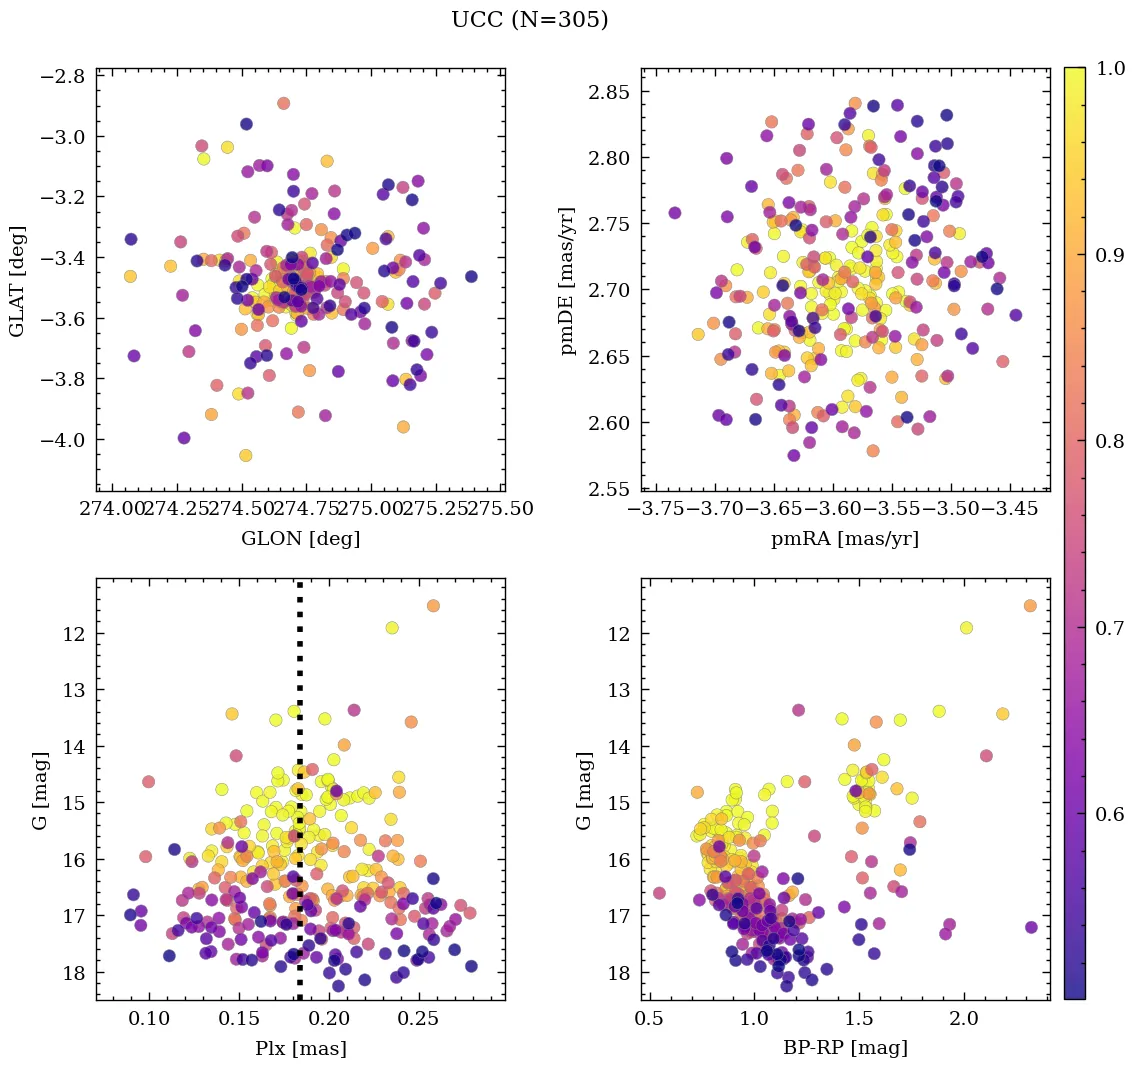 UCC (N=305)
−2.8
−3.0
−3.2
−3.4
−3.6
−3.8
−4.0
GLAT [deg]
274.00 274.25 274.50 274.75 275.00 275.25 275.50
GLON [deg]
2.85
2.80
2.75
2.70
2.65
2.60
2.55
pmDE [mas/yr]
−3.75 −3.70 −3.65 −3.60 −3.55 −3.50 −3.45
pmRA [mas/yr]
12
13
14
15
16
17
18
G [mag]
0.10 0.15 0.20 0.25
Plx [mas]
12
13
14
15
16
17
18
G [mag]
0.5 1.0 1.5 2.0
BP-RP [mag]
1.0
0.9
0.8
0.7
0.6